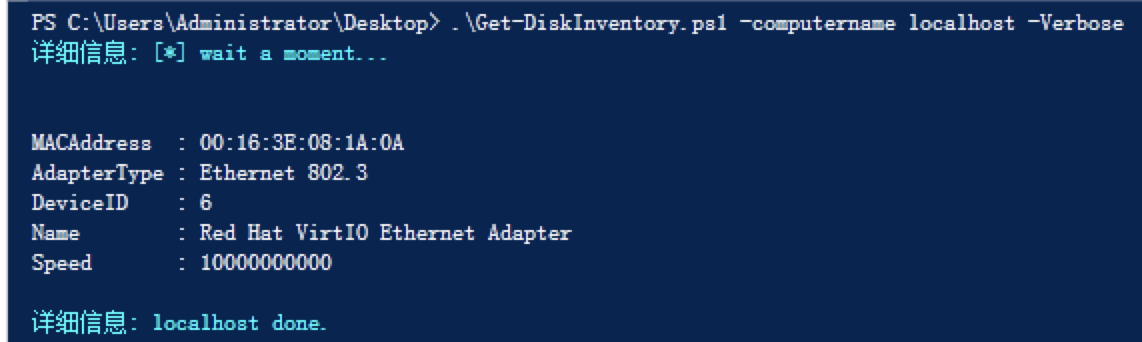 PS C:\Users\Administrator\Desktop> .\Get-DiskInventory.ps1 -computername localhost -Verbose
详细信息: [*] wait a moment...
MACAddress  : 00:16:3E:08:1A:0A
AdapterType : Ethernet 802.3
DeviceID    : 6
Name        : Red Hat VirtIO Ethernet Adapter
Speed       : 10000000000
详细信息: localhost done.